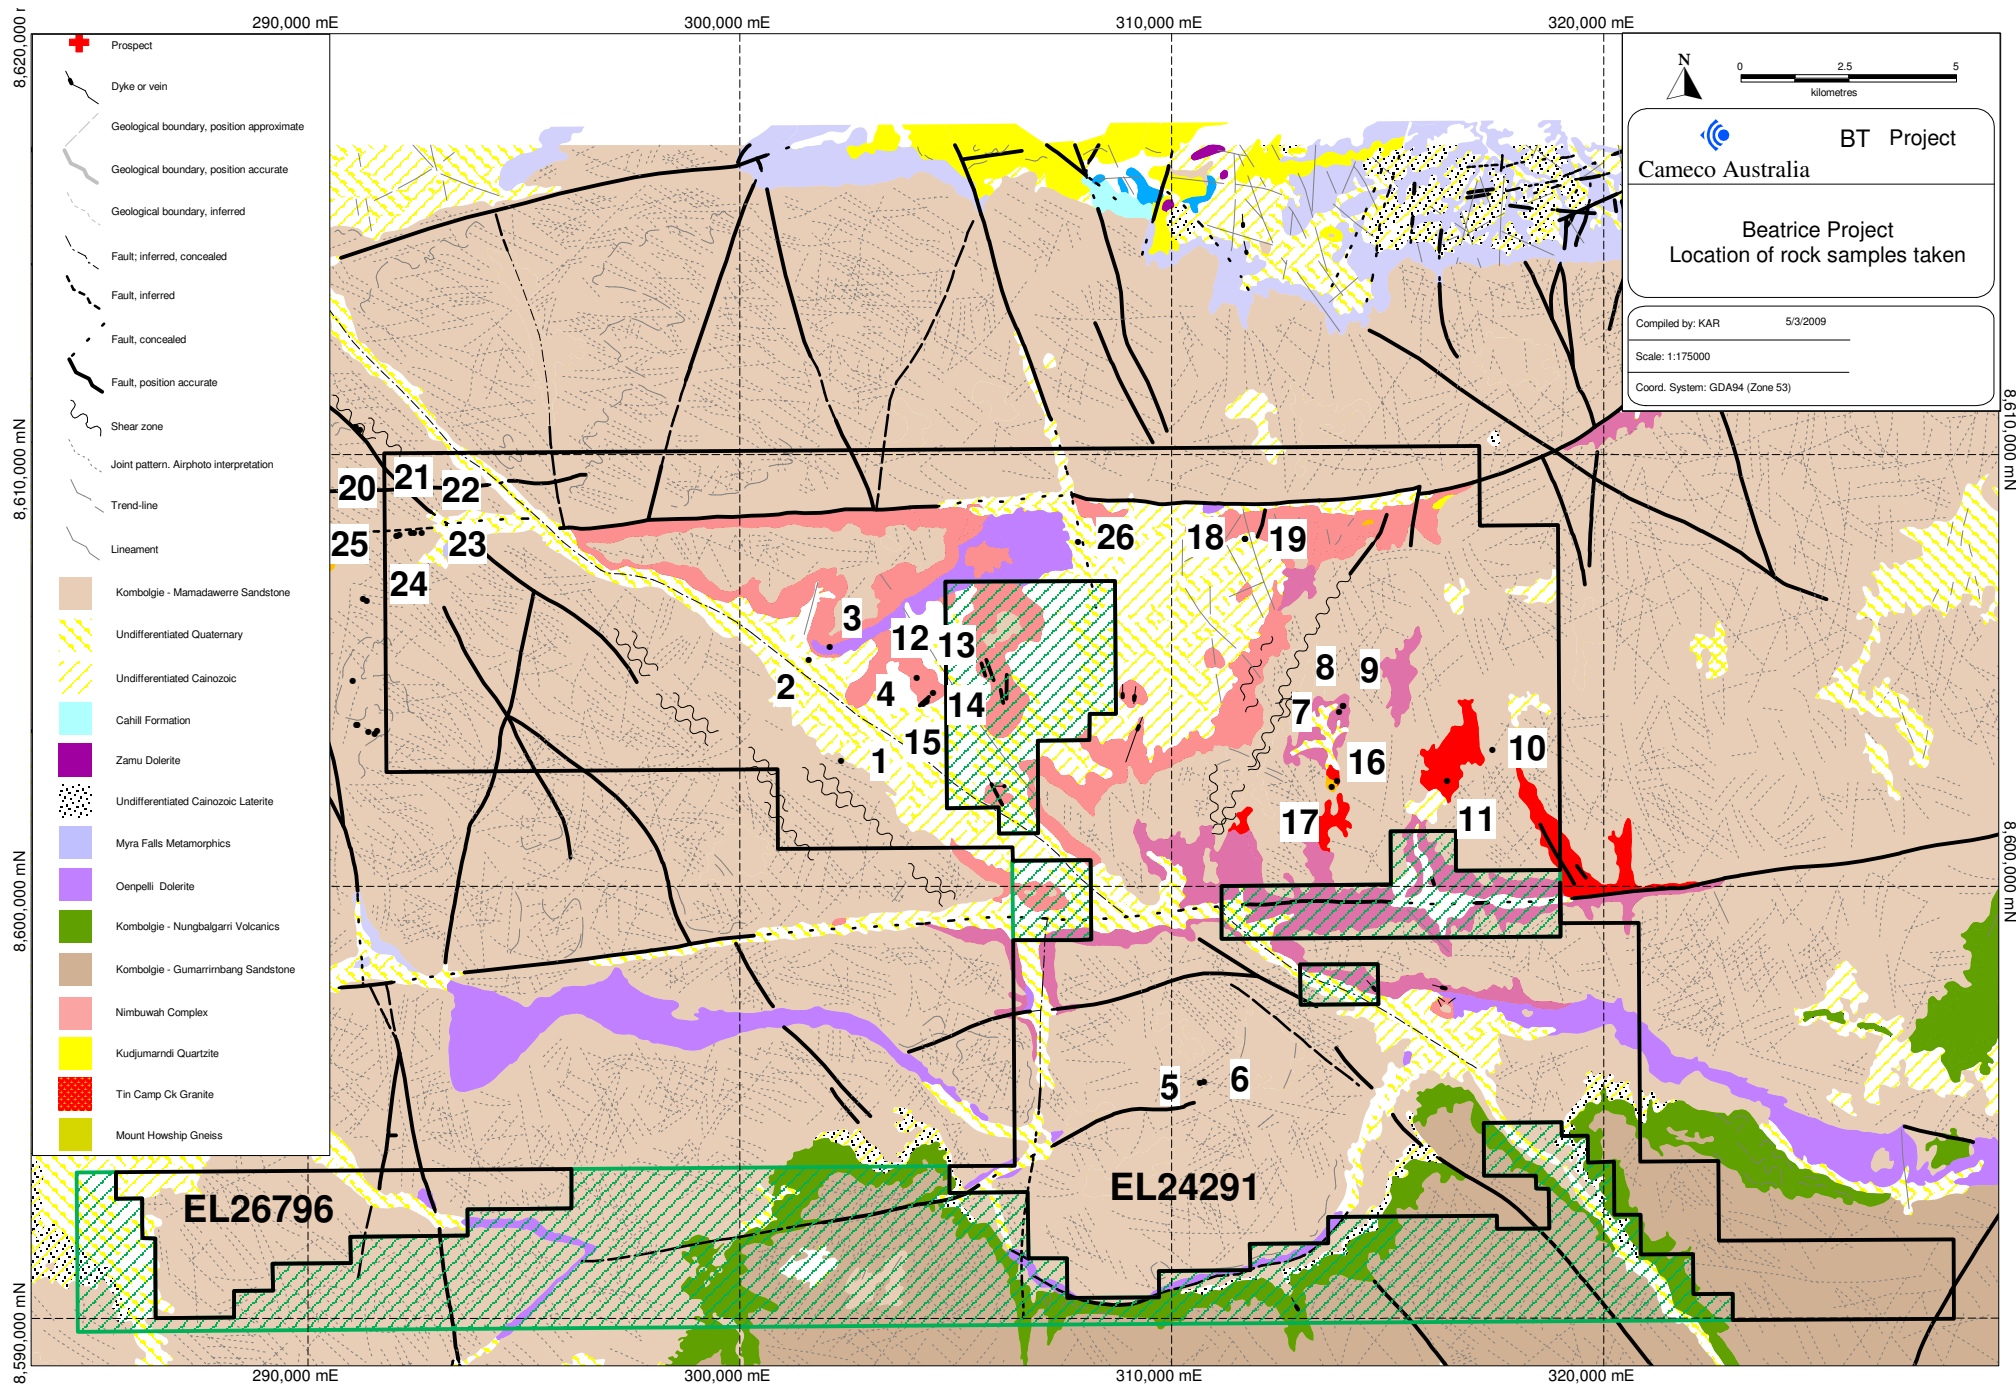 290,000 mE
300,000 mE
310,000 mE
320,000 mE
8,620,000 r
8,610,000 mN
8,600,000 mN
8,590,000 mN
Prospect
Dyke or vein
Geological boundary, position approximate
Geological boundary, position accurate
Geological boundary, inferred
Fault; inferred, concealed
Fault, inferred
Fault, concealed
Fault, position accurate
Shear zone
Joint pattern. Airphoto interpretation
Trend-line
Lineament
Kombolgie - Mamadawerre Sandstone
Undifferentiated Quaternary
Undifferentiated Cainozoic
Cahill Formation
Zamu Dolerite
Undifferentiated Cainozoic Laterite
Myra Falls Metamorphics
Oenpelli Dolerite
Kombolgie - Nungbalgarri Volcanics
Kombolgie - Gumarrirnbang Sandstone
Nimbuwah Complex
Kudjumarndi Quartzite
Tin Camp Ck Granite
Mount Howship Gneiss
N
0 2.5 5
kilometres
BT Project
Cameco Australia
Beatrice Project
Location of rock samples taken
Compiled by: KAR 5/3/2009
Scale: 1:175000
Coord. System: GDA94 (Zone 53)
8,610,000 mN
8,600,000 mN
20
21
22
25
23
24
26
18
19
3
12
13
2
4
14
15
1
8
9
7
10
16
17
11
5
6
EL24291
EL26796
290,000 mE
300,000 mE
310,000 mE
320,000 mE